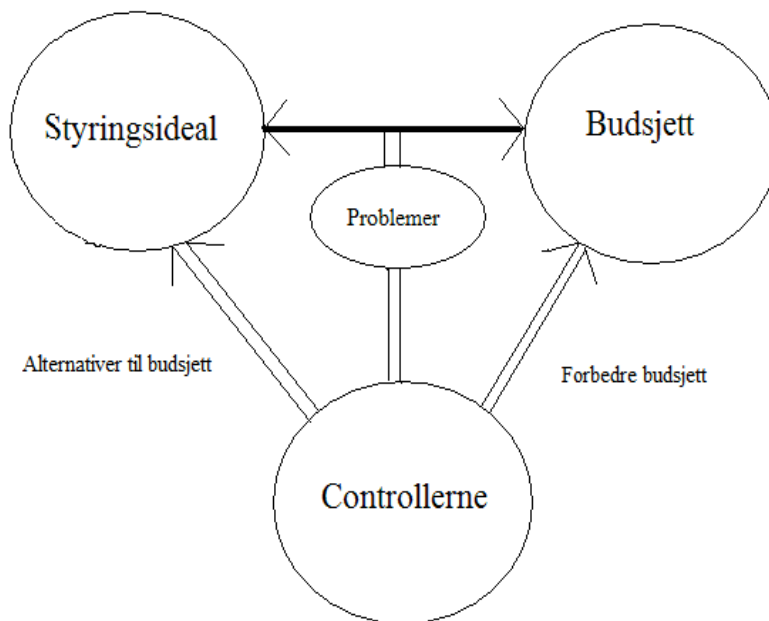 Styringsideal
Budsjett
Problemer
Alternativer til budsjett
Forbedre budsjett
Controllerne